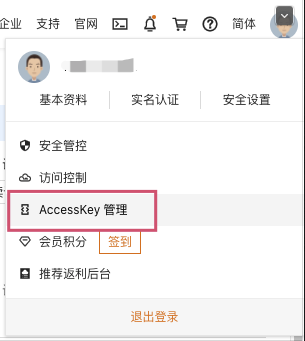 企业 支持 官网 简体
基本资料 实名认证 安全设置
安全管控
访问控制
AccessKey 管理
会员积分 签到
推荐返利后台
退出登录